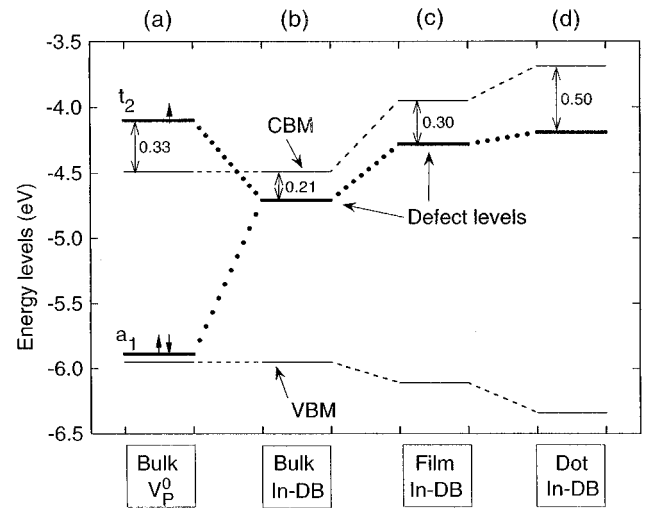 (a) (b) (c) (d)
-3.5
-4.0
-4.5
-5.0
-5.5
-6.0
-6.5
Energy levels (eV)
t2
0.33
CBM
0.21
0.30
0.50
Defect levels
a1
VBM
Bulk
V_P^0
Bulk
In-DB
Film
In-DB
Dot
In-DB